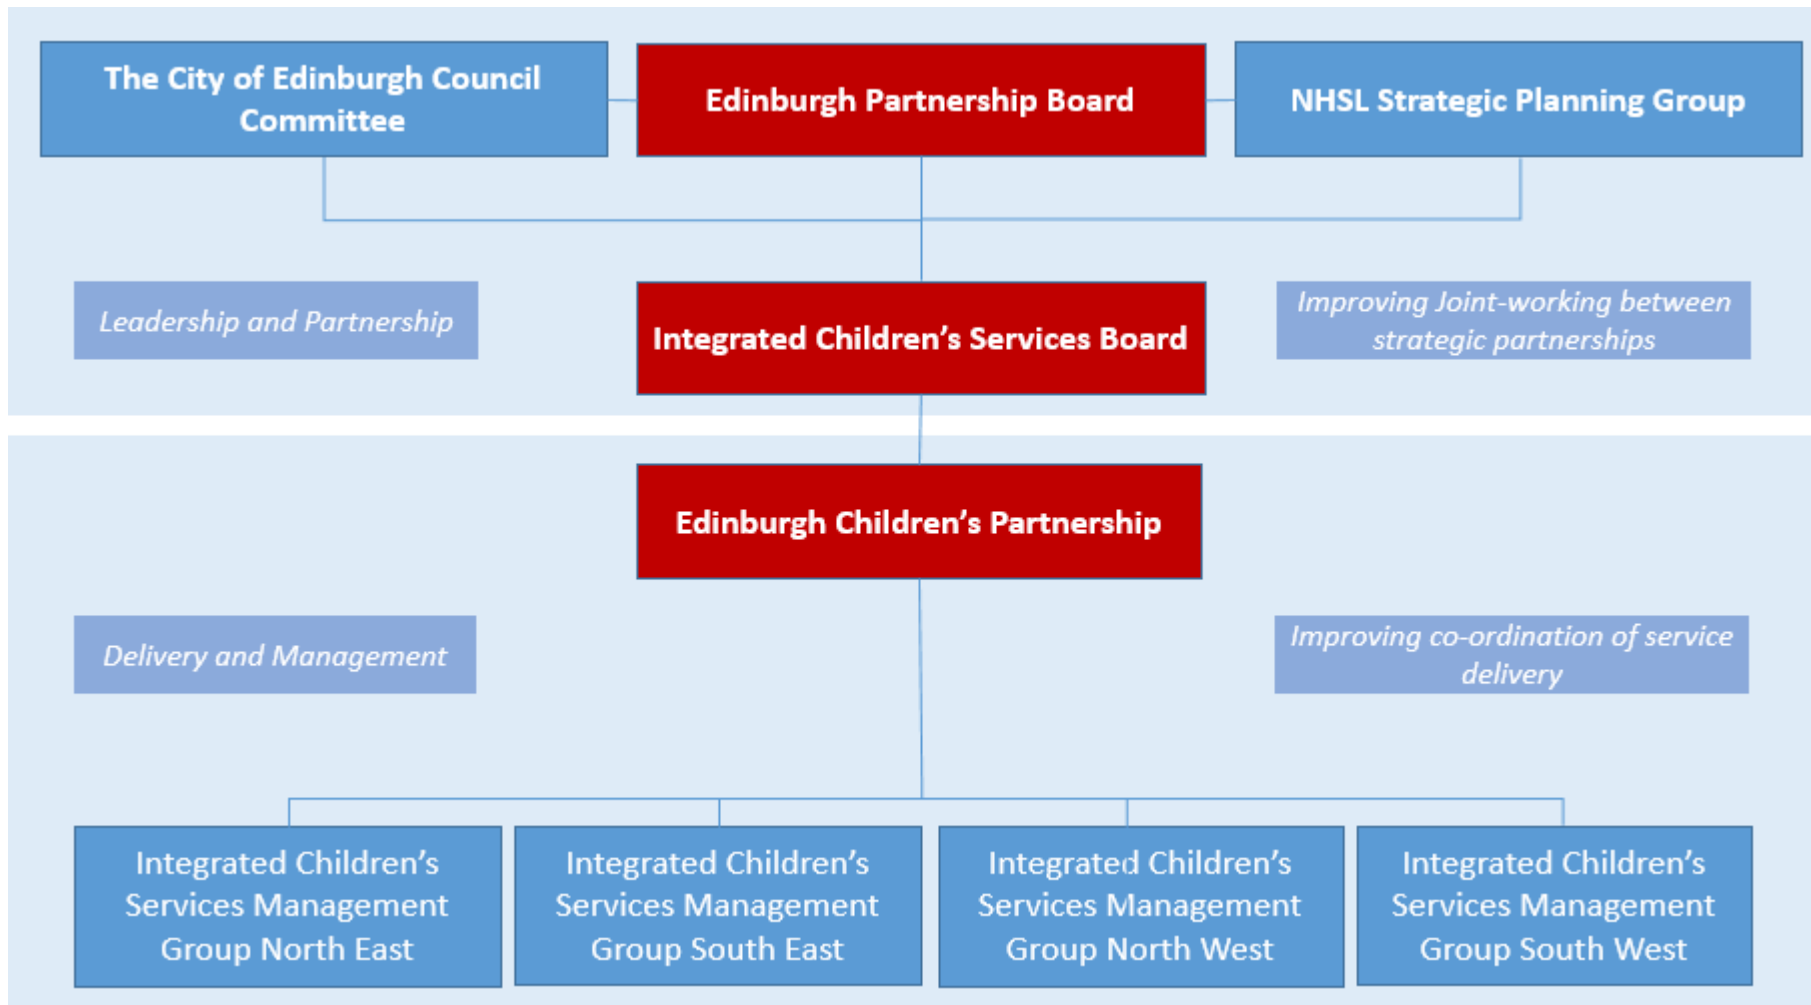 The City of Edinburgh Council
Committee
Edinburgh Partnership Board
NHSL Strategic Planning Group
Leadership and Partnership
Integrated Children’s Services Board
Improving Joint-working between
strategic partnerships
Edinburgh Children’s Partnership
Delivery and Management
Improving co-ordination of service
delivery
Integrated Children’s
Services Management
Group North East
Integrated Children’s
Services Management
Group South East
Integrated Children’s
Services Management
Group North West
Integrated Children’s
Services Management
Group South West